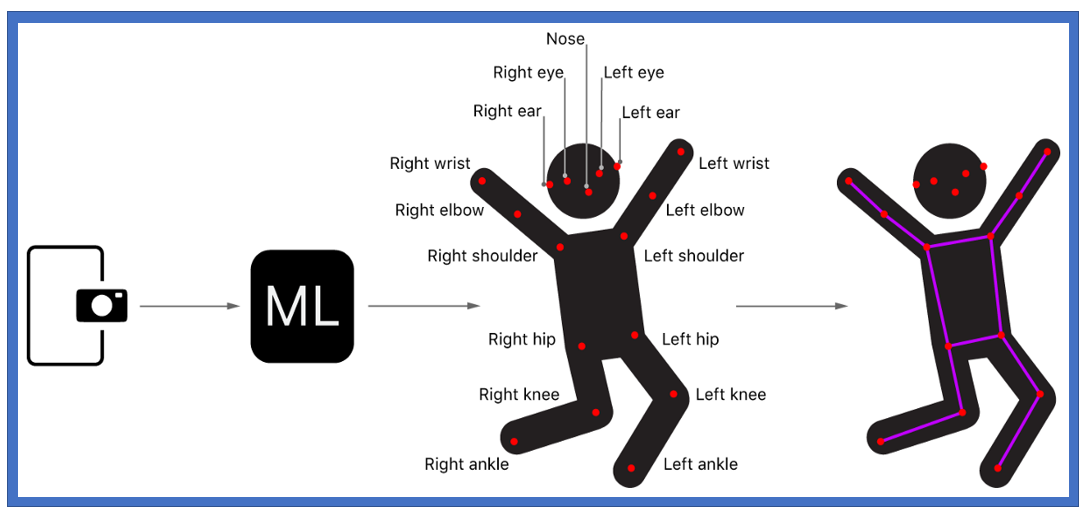 Nose
Right eye
Left eye
Right ear
Left ear
Right wrist
Left wrist
Right elbow
Left elbow
Right shoulder
Left shoulder
ML
Right hip
Left hip
Right knee
Left knee
Right ankle
Left ankle